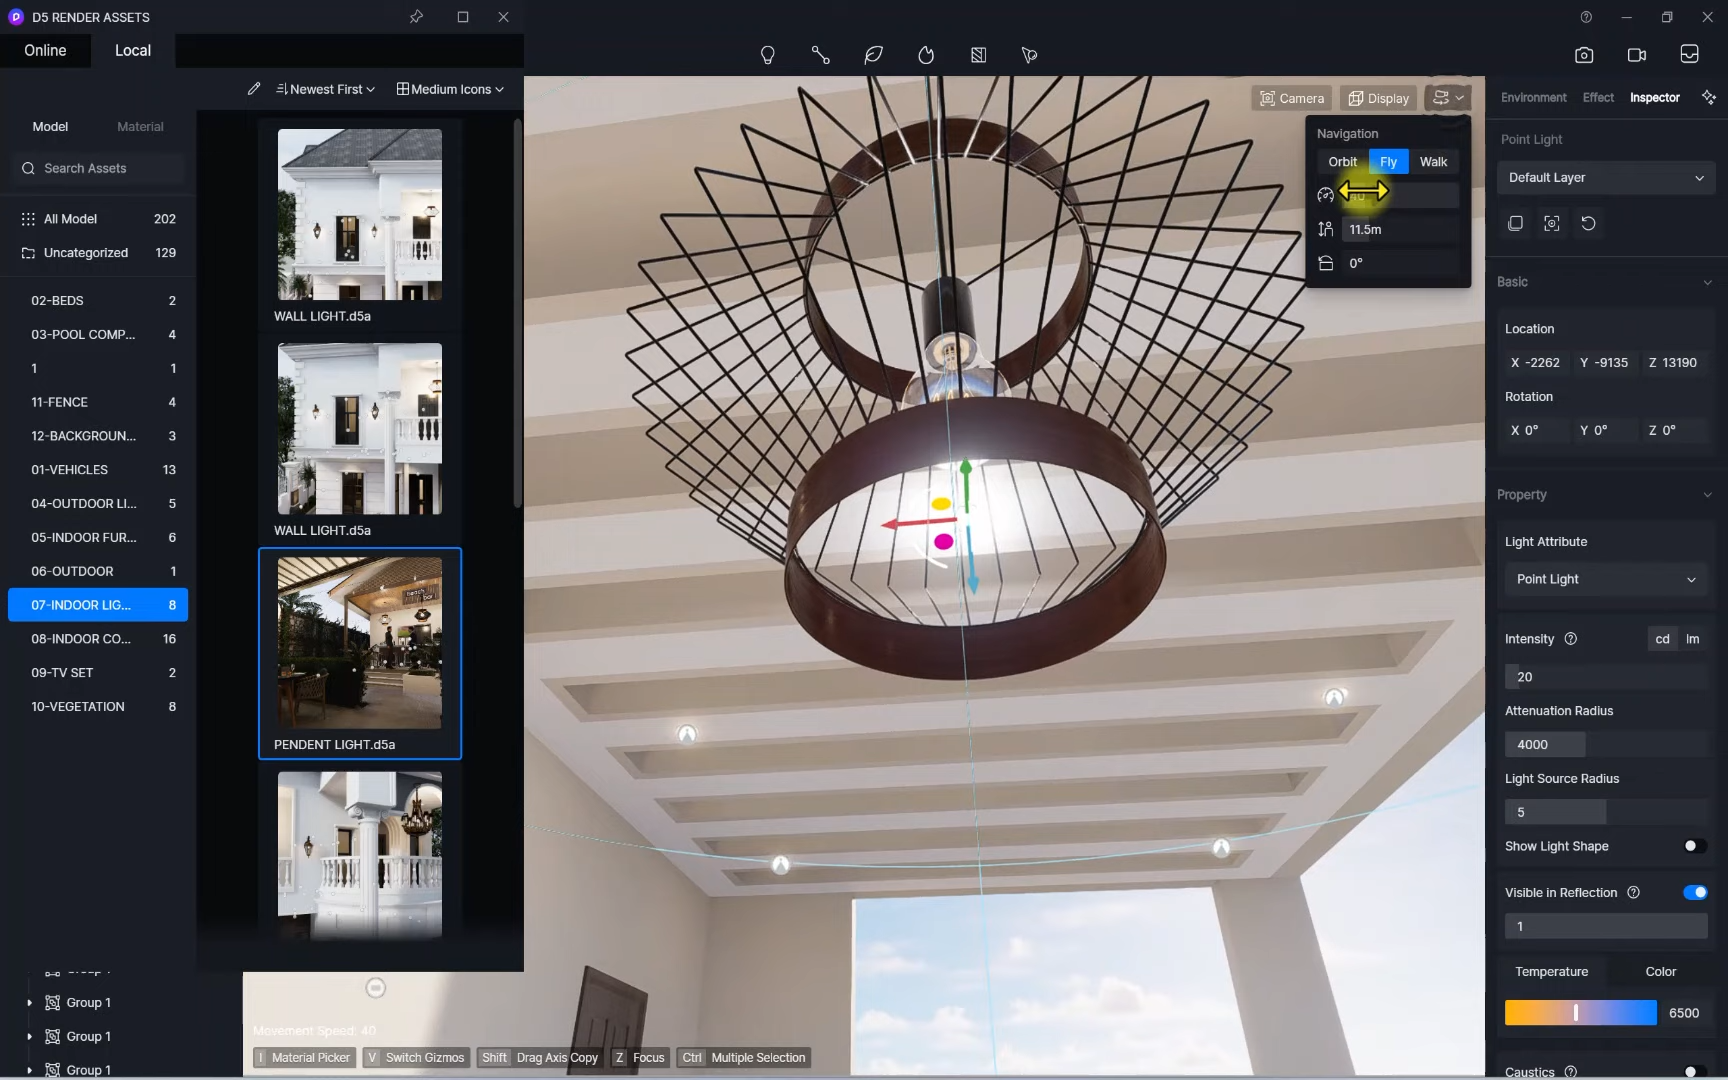 D5 RENDER ASSETS
Online
Local
Newest First
Medium Icons
Model
Material
Search Assets
All Model 202
Uncategorized 129
02-BEDS 2
03-POOL COMP... 4
1 1
11-FENCE 4
12-BACKGROUN... 3
01-VEHICLES 13
04-OUTDOOR LI... 5
05-INDOOR FUR... 6
06-OUTDOOR 1
07-INDOOR LIG... 8
08-INDOOR CO... 16
09-TV SET 2
10-VEGETATION 8
WALL LIGHT.d5a
WALL LIGHT.d5a
PENDENT LIGHT.d5a
Group 1
Group 1
Group 1
Camera
Display
Navigation
Orbit Fly Walk
40
11.5m
0°
Movement Speed: 40
I Material Picker V Switch Gizmos Shift Drag Axis Copy Z Focus Ctrl Multiple Selection
Environment Effect Inspector
Point Light
Default Layer
Basic
Location
X -2262 Y -9135 Z 13190
Rotation
X 0° Y 0° Z 0°
Property
Light Attribute
Point Light
Intensity cd lm
20
Attenuation Radius
4000
Light Source Radius
5
Show Light Shape
Visible in Reflection
1
Temperature Color
6500
Caustics